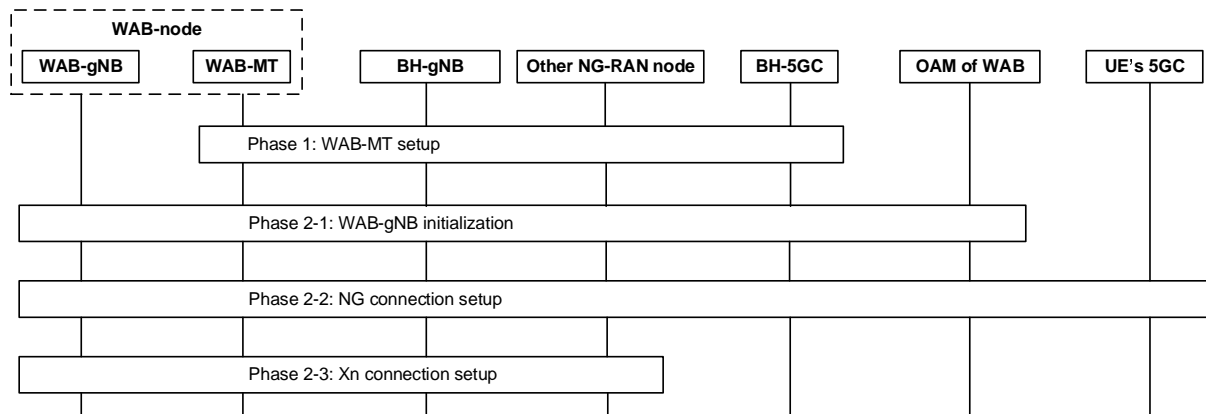 WAB-node
WAB-gNB WAB-MT BH-gNB Other NG-RAN node BH-5GC OAM of WAB UE's 5GC
Phase 1: WAB-MT setup
Phase 2-1: WAB-gNB initialization
Phase 2-2: NG connection setup
Phase 2-3: Xn connection setup